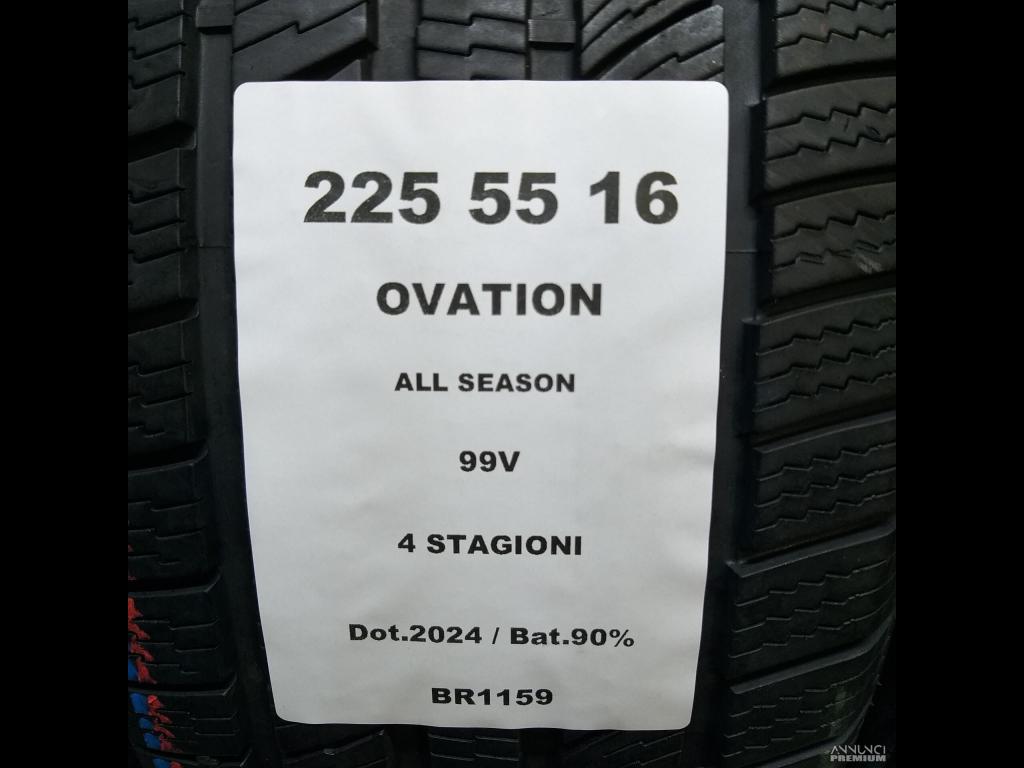 225 55 16
OVATION
ALL SEASON
99V
4 STAGIONI
Dot.2024 / Bat.90%
BR1159
ANNUNCI
PREMIUM